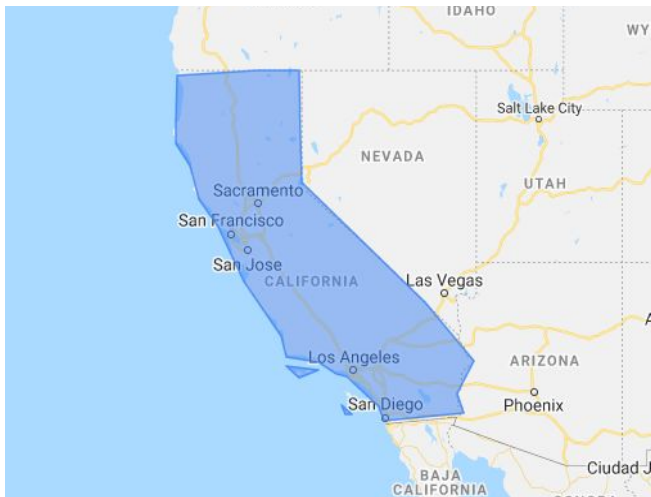 IDAHO
WY
Salt Lake City
NEVADA
UTAH
Sacramento
San Francisco
San Jose
CALIFORNIA
Las Vegas
Los Angeles
ARIZONA
A
San Diego
Phoenix
Ciudad J
BAJA
CALIFORNIA
SONORA